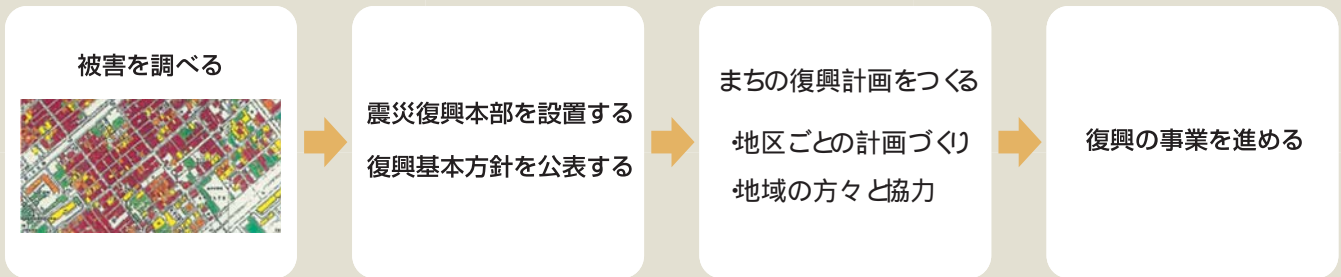 被害を調べる
震災復興本部を設置する
復興基本方針を公表する
まちの復興計画をつくる
・地区ごとの計画づくり
・地域の方々と協力
復興の事業を進める